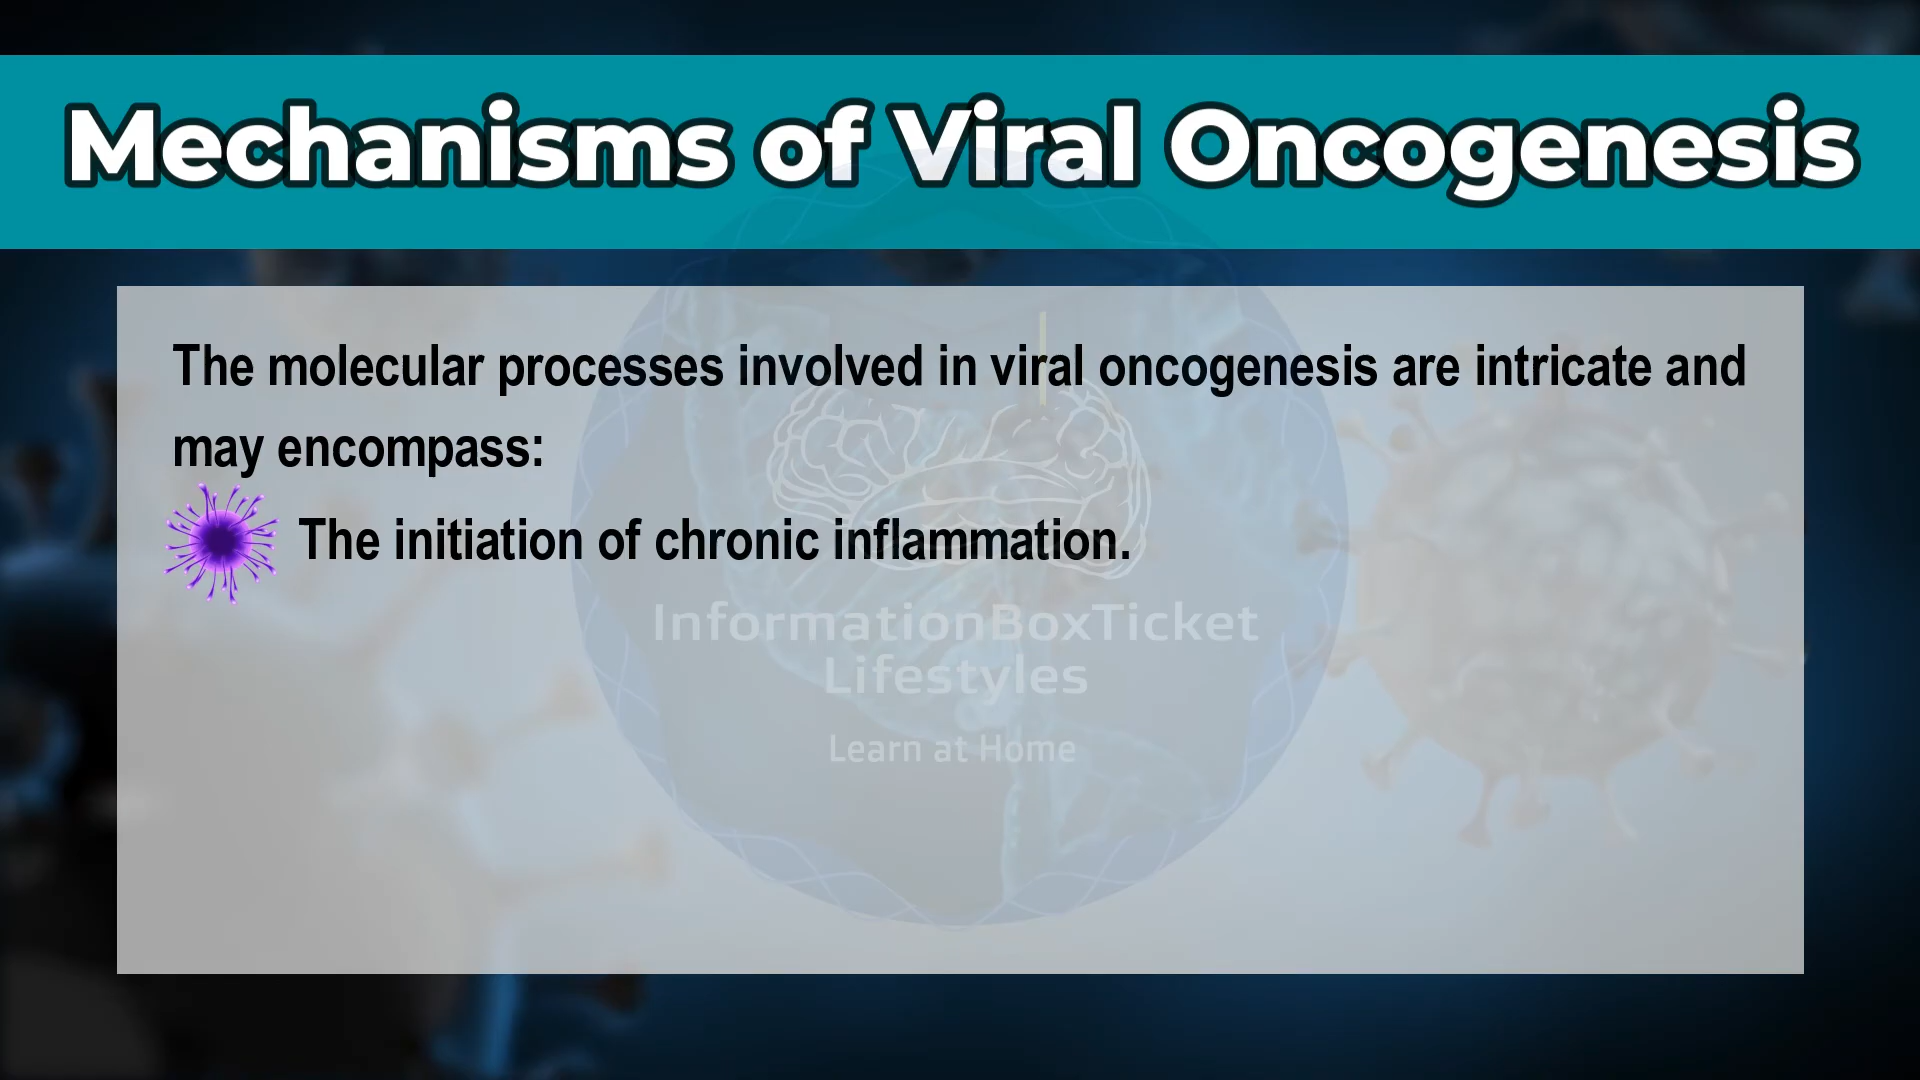 Mechanisms of Viral Oncogenesis
The molecular processes involved in viral oncogenesis are intricate and
may encompass:
The initiation of chronic inflammation.
InformationBoxTicket
Lifestyles
Learn at Home